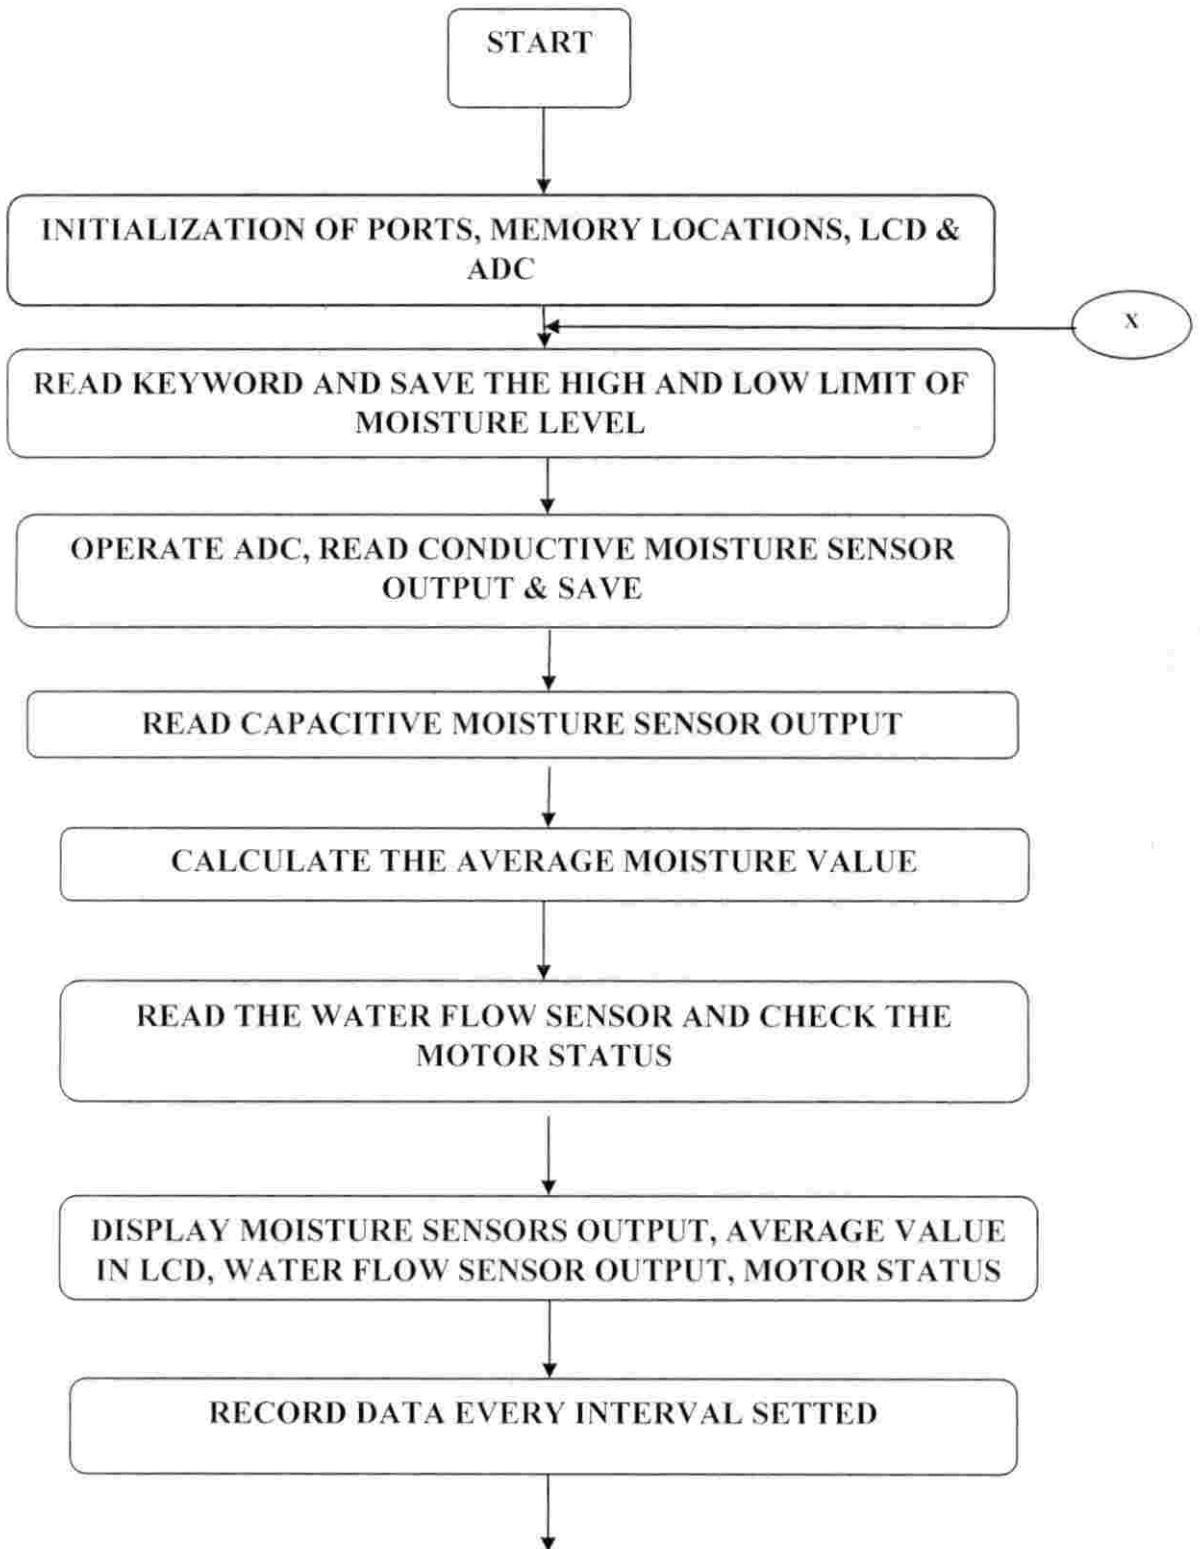 START
INITIALIZATION OF PORTS, MEMORY LOCATIONS, LCD &
ADC
X
READ KEYWORD AND SAVE THE HIGH AND LOW LIMIT OF
MOISTURE LEVEL
OPERATE ADC, READ CONDUCTIVE MOISTURE SENSOR
OUTPUT & SAVE
READ CAPACITIVE MOISTURE SENSOR OUTPUT
CALCULATE THE AVERAGE MOISTURE VALUE
READ THE WATER FLOW SENSOR AND CHECK THE
MOTOR STATUS
DISPLAY MOISTURE SENSORS OUTPUT, AVERAGE VALUE
IN LCD, WATER FLOW SENSOR OUTPUT, MOTOR STATUS
RECORD DATA EVERY INTERVAL SETTED